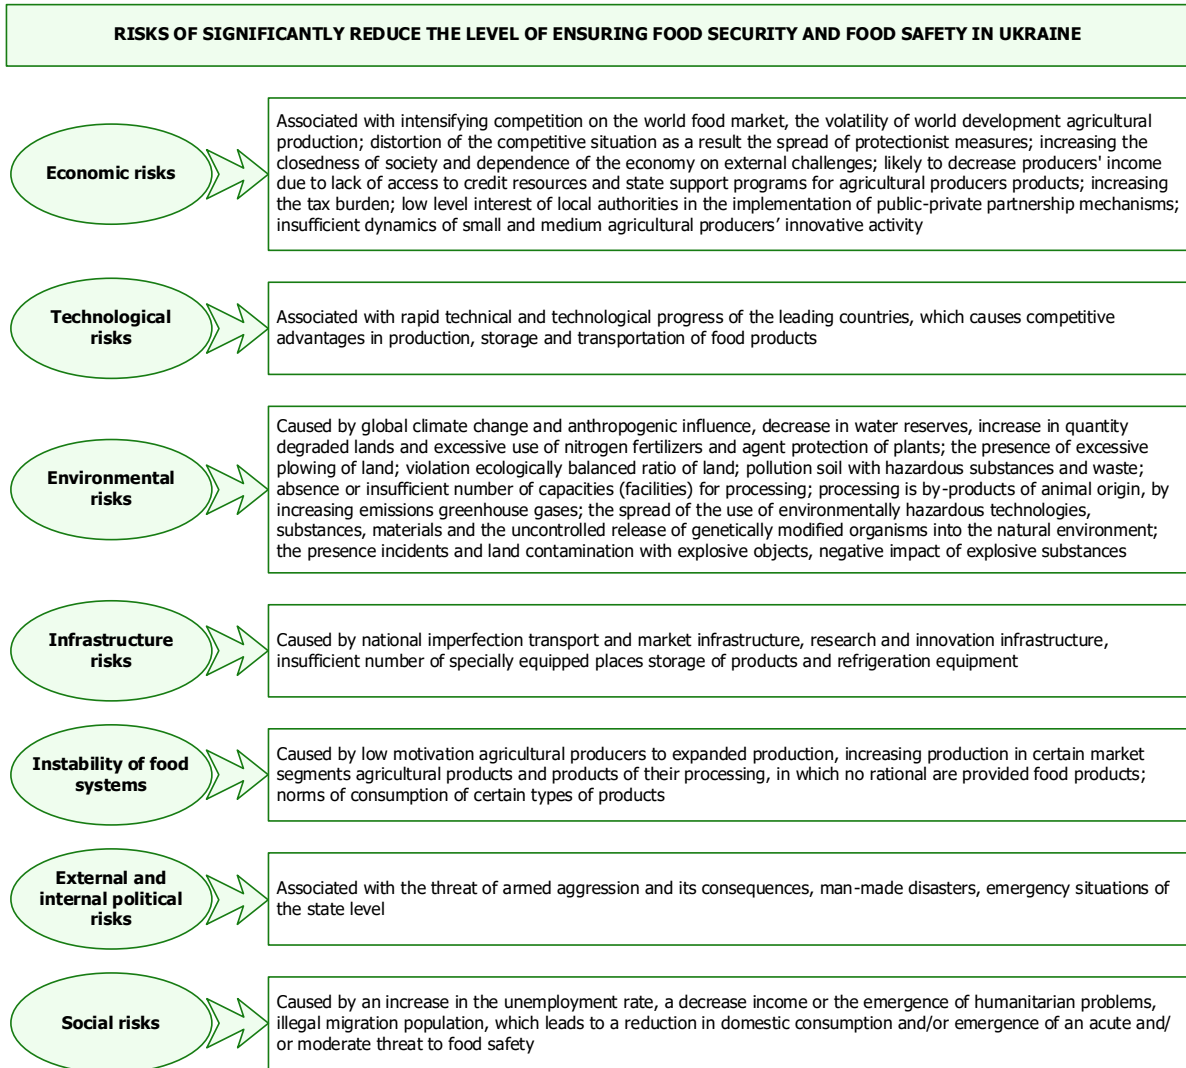 RISKS OF SIGNIFICANTLY REDUCE THE LEVEL OF ENSURING FOOD SECURITY AND FOOD SAFETY IN UKRAINE
Economic risks
Associated with intensifying competition on the world food market, the volatility of world development agricultural
production; distortion of the competitive situation as a result the spread of protectionist measures; increasing the
closedness of society and dependence of the economy on external challenges; likely to decrease producers' income
due to lack of access to credit resources and state support programs for agricultural producers products; increasing
the tax burden; low level interest of local authorities in the implementation of public-private partnership mechanisms;
insufficient dynamics of small and medium agricultural producers’ innovative activity
Technological
risks
Associated with rapid technical and technological progress of the leading countries, which causes competitive
advantages in production, storage and transportation of food products
Environmental
risks
Caused by global climate change and anthropogenic influence, decrease in water reserves, increase in quantity
degraded lands and excessive use of nitrogen fertilizers and agent protection of plants; the presence of excessive
plowing of land; violation ecologically balanced ratio of land; pollution soil with hazardous substances and waste;
absence or insufficient number of capacities (facilities) for processing; processing is by-products of animal origin, by
increasing emissions greenhouse gases; the spread of the use of environmentally hazardous technologies,
substances, materials and the uncontrolled release of genetically modified organisms into the natural environment;
the presence incidents and land contamination with explosive objects, negative impact of explosive substances
Infrastructure
risks
Caused by national imperfection transport and market infrastructure, research and innovation infrastructure,
insufficient number of specially equipped places storage of products and refrigeration equipment
Instability of food
systems
Caused by low motivation agricultural producers to expanded production, increasing production in certain market
segments agricultural products and products of their processing, in which no rational are provided food products;
norms of consumption of certain types of products
External and
internal political
risks
Associated with the threat of armed aggression and its consequences, man-made disasters, emergency situations of
the state level
Social risks
Caused by an increase in the unemployment rate, a decrease income or the emergence of humanitarian problems,
illegal migration population, which leads to a reduction in domestic consumption and/or emergence of an acute and/
or moderate threat to food safety